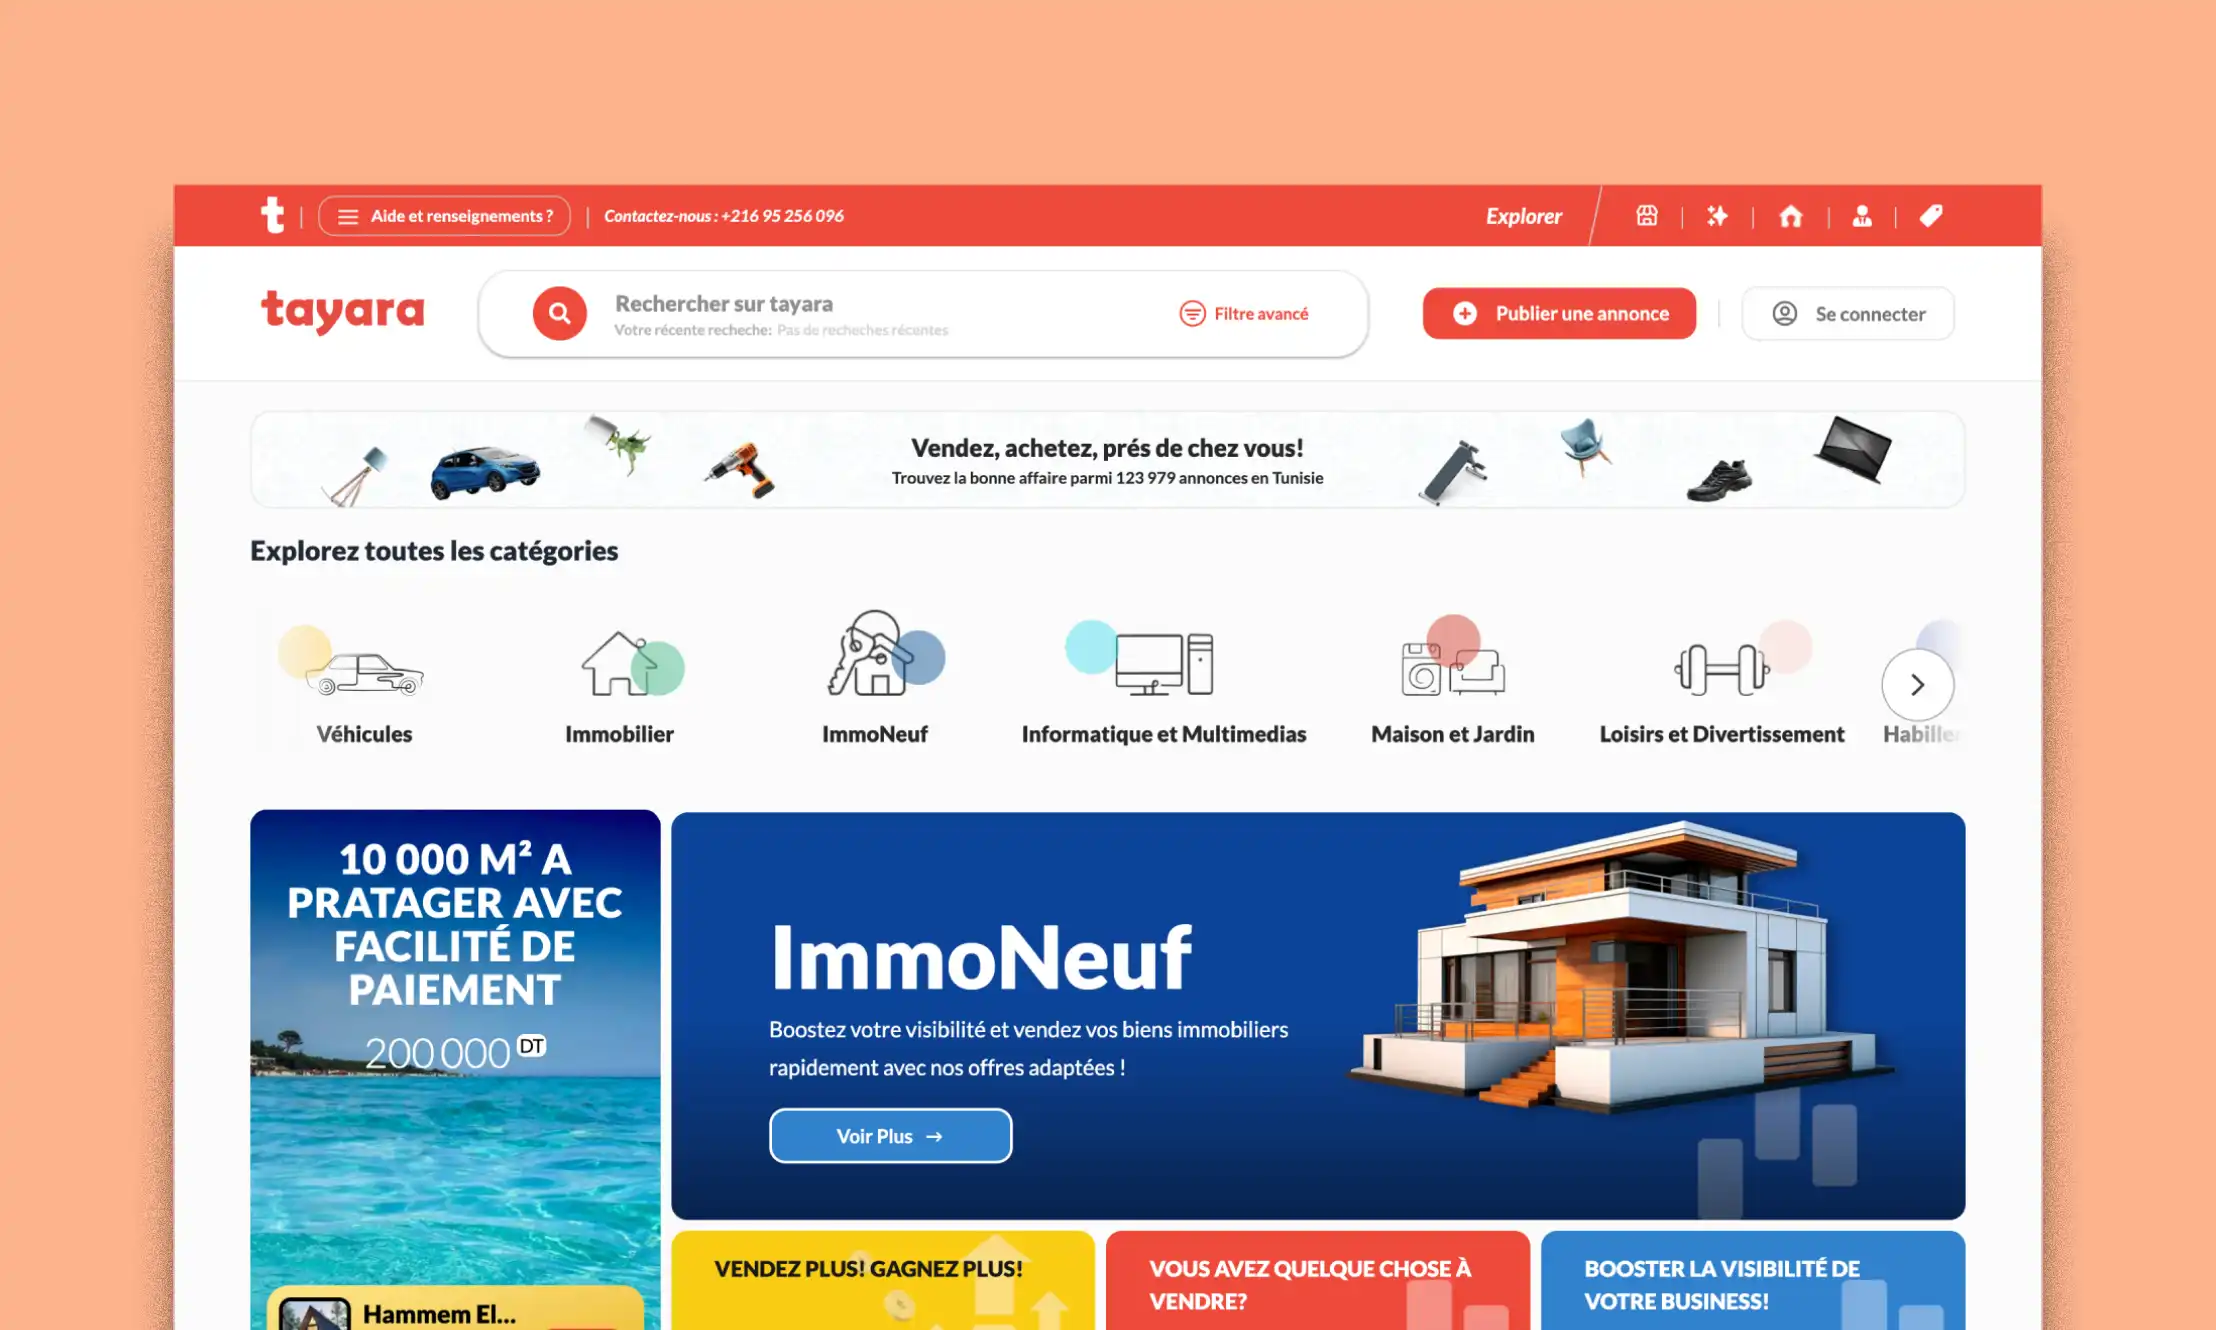 t
Aide et renseignements ?
Contactez-nous : +216 95 256 096
Explorer
tayara
Rechercher sur tayara
Votre récente recheche: Pas de recheches récentes
Filtre avancé
Publier une annonce
Se connecter
Vendez, achetez, prés de chez vous!
Trouvez la bonne affaire parmi 123 979 annonces en Tunisie
Explorez toutes les catégories
Véhicules
Immobilier
ImmoNeuf
Informatique et Multimedias
Maison et Jardin
Loisirs et Divertissement
10 000 M² A
PRATAGER AVEC
FACILITÉ DE
PAIEMENT
200 000 DT
ImmoNeuf
Boostez votre visibilité et vendez vos biens immobiliers
rapidement avec nos offres adaptées !
Voir Plus →
Hammem El...
VENDEZ PLUS! GAGNEZ PLUS!
VOUS AVEZ QUELQUE CHOSE À
VENDRE?
BOOSTER LA VISIBILITÉ DE
VOTRE BUSINESS!